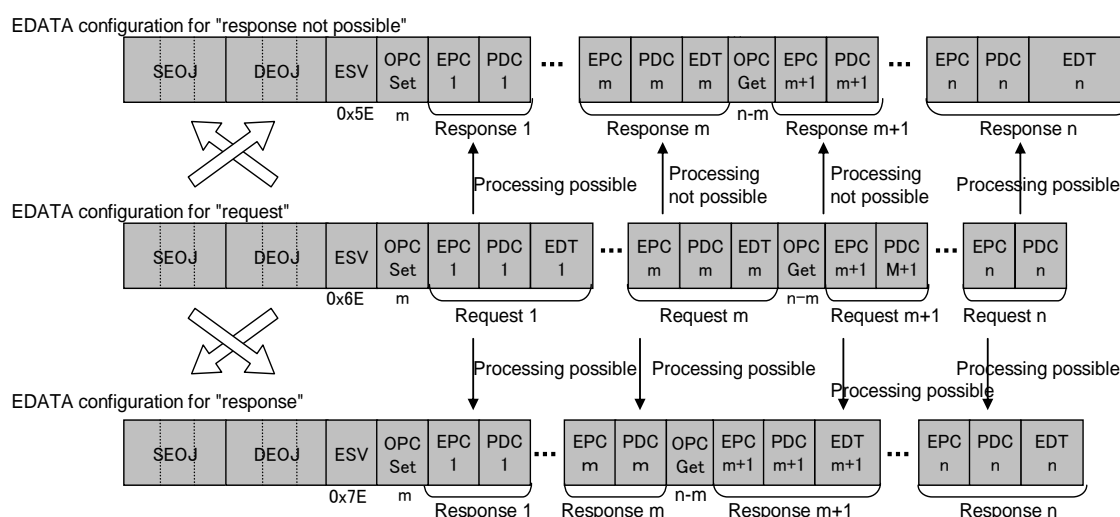 EDATA configuration for "response not possible"
SEOJ DEOJ ESV OPC Set EPC 1 PDC 1 ... EPC m PDC m EDT m OPC Get EPC m+1 PDC m+1 ... EPC n PDC n EDT n
0x5E m Response 1 Response m n-m Response m+1 Response n
Processing possible Processing not possible Processing not possible Processing possible
EDATA configuration for "request"
SEOJ DEOJ ESV OPC Set EPC 1 PDC 1 EDT 1 ... EPC m PDC m EDT m OPC Get EPC m+1 PDC M+1 ... EPC n PDC n
0x6E m Request 1 Request m n-m Request m+1 Request n
Processing possible Processing possible Processing possible Processing possible
EDATA configuration for "response"
SEOJ DEOJ ESV OPC Set EPC 1 PDC 1 ... EPC m PDC m OPC Get EPC m+1 PDC m+1 EDT m+1 ... EPC n PDC n EDT n
0x7E m Response 1 Response m n-m Response m+1 Response n